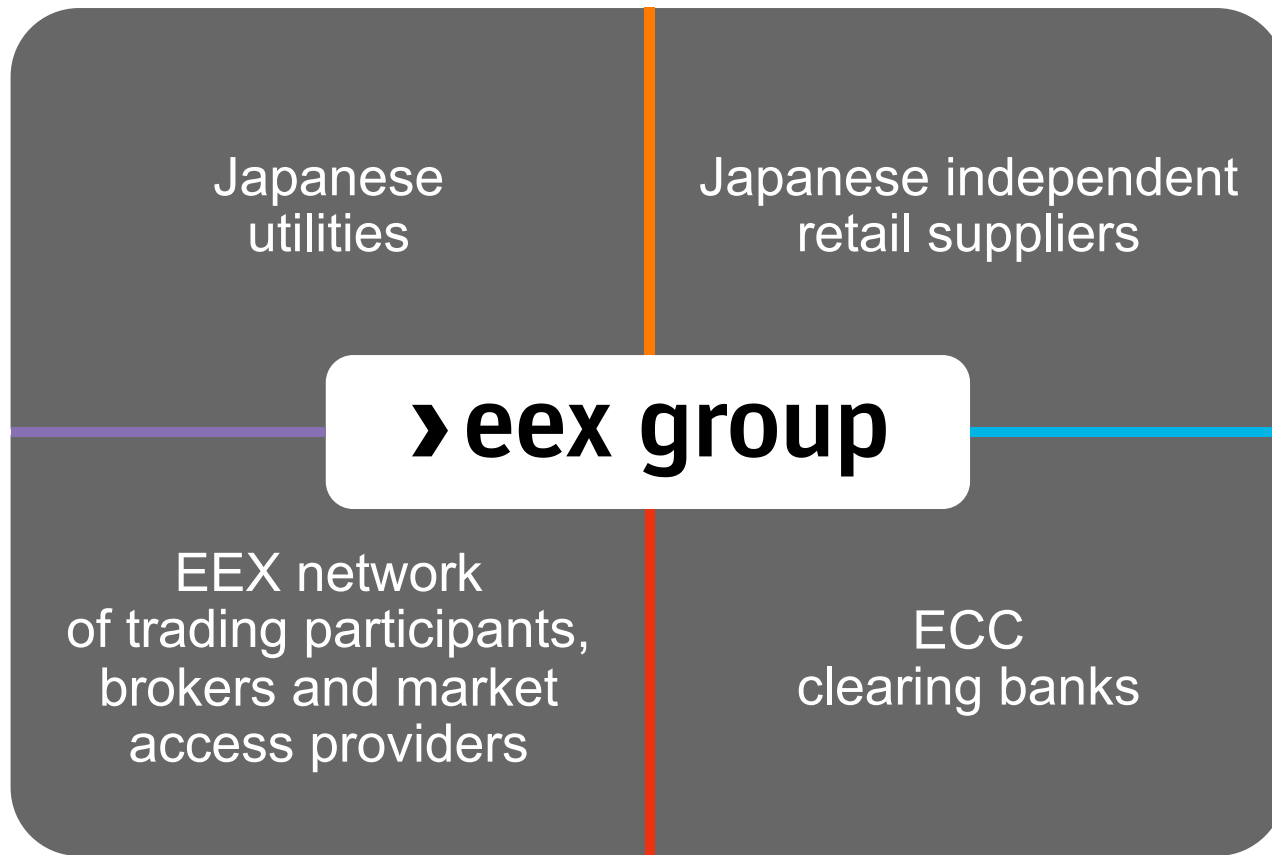 Japanese
utilities
Japanese independent
retail suppliers
eex group
EEX network
of trading participants,
brokers and market
access providers
ECC
clearing banks